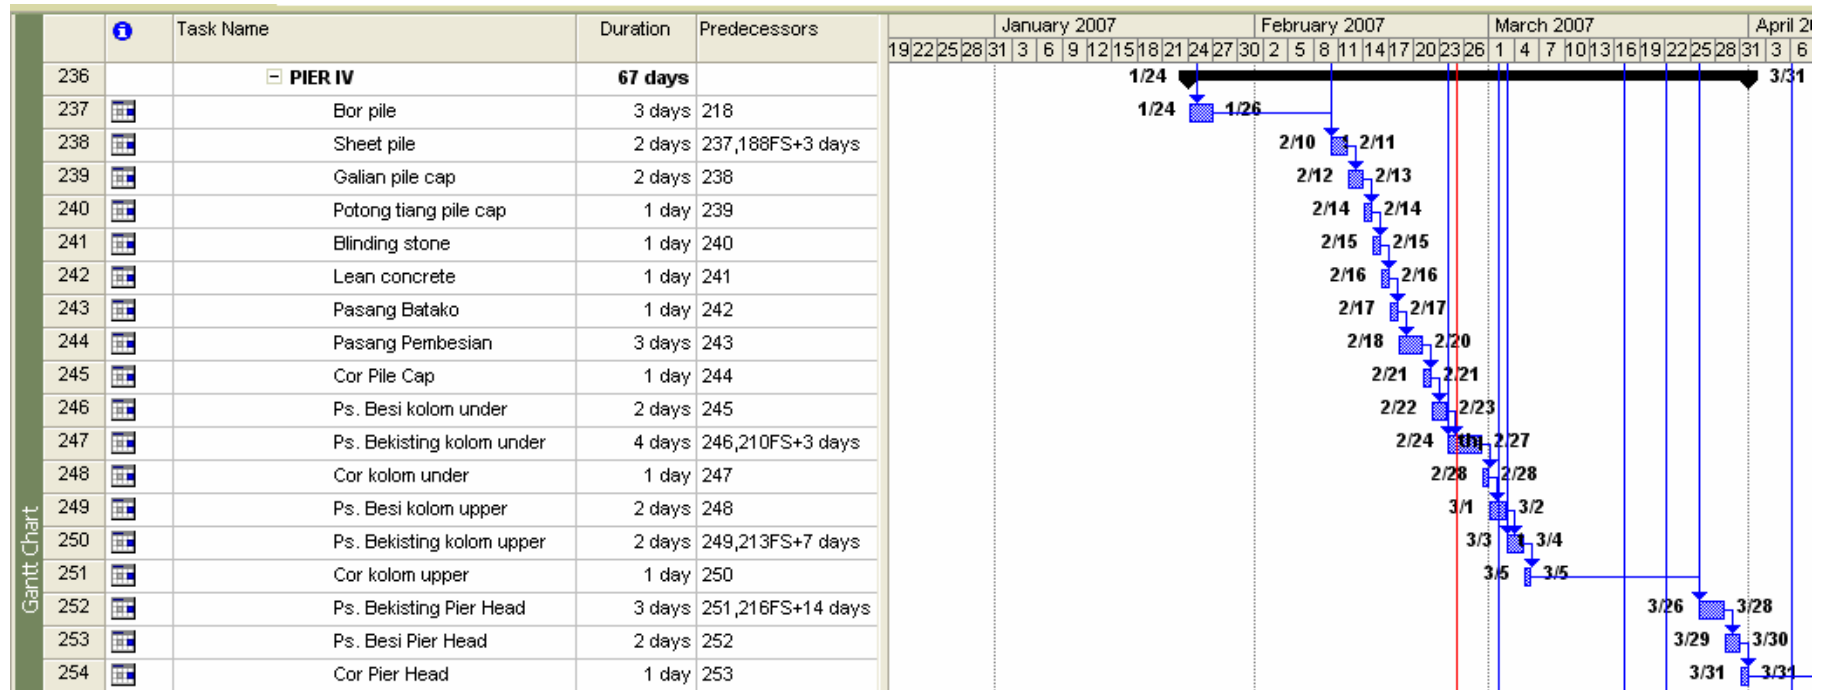 Task Name Duration Predecessors January 2007 February 2007 March 2007
19 22 25 28 31 3 6 9 12 15 18 21 24 27 30 2 5 8 11 14 17 20 23 26 1 4 7 10 13 16 19 22 25 28 31 3 6
236 PIER IV 67 days 1/24 3/31
237 Bor pile 3 days 218 1/24 1/26
238 Sheet pile 2 days 237,188FS+3 days 2/10 2/11
239 Galian pile cap 2 days 238 2/12 2/13
240 Potong tiang pile cap 1 day 239 2/14 2/14
241 Blinding stone 1 day 240 2/15 2/15
242 Lean concrete 1 day 241 2/16 2/16
243 Pasang Batako 1 day 242 2/17 2/17
244 Pasang Pembesian 3 days 243 2/18 2/20
245 Cor Pile Cap 1 day 244 2/21 2/21
246 Ps. Besi kolom under 2 days 245 2/22 2/23
247 Ps. Bekisting kolom under 4 days 246,210FS+3 days 2/24 2/27
248 Cor kolom under 1 day 247 2/28 2/28
249 Ps. Besi kolom upper 2 days 248 3/1 3/2
250 Ps. Bekisting kolom upper 2 days 249,213FS+7 days 3/3 3/4
251 Cor kolom upper 1 day 250 3/5 3/5
252 Ps. Bekisting Pier Head 3 days 251,216FS+14 days 3/26 3/28
253 Ps. Besi Pier Head 2 days 252 3/29 3/30
254 Cor Pier Head 1 day 253 3/31 3/31
Gantt Chart